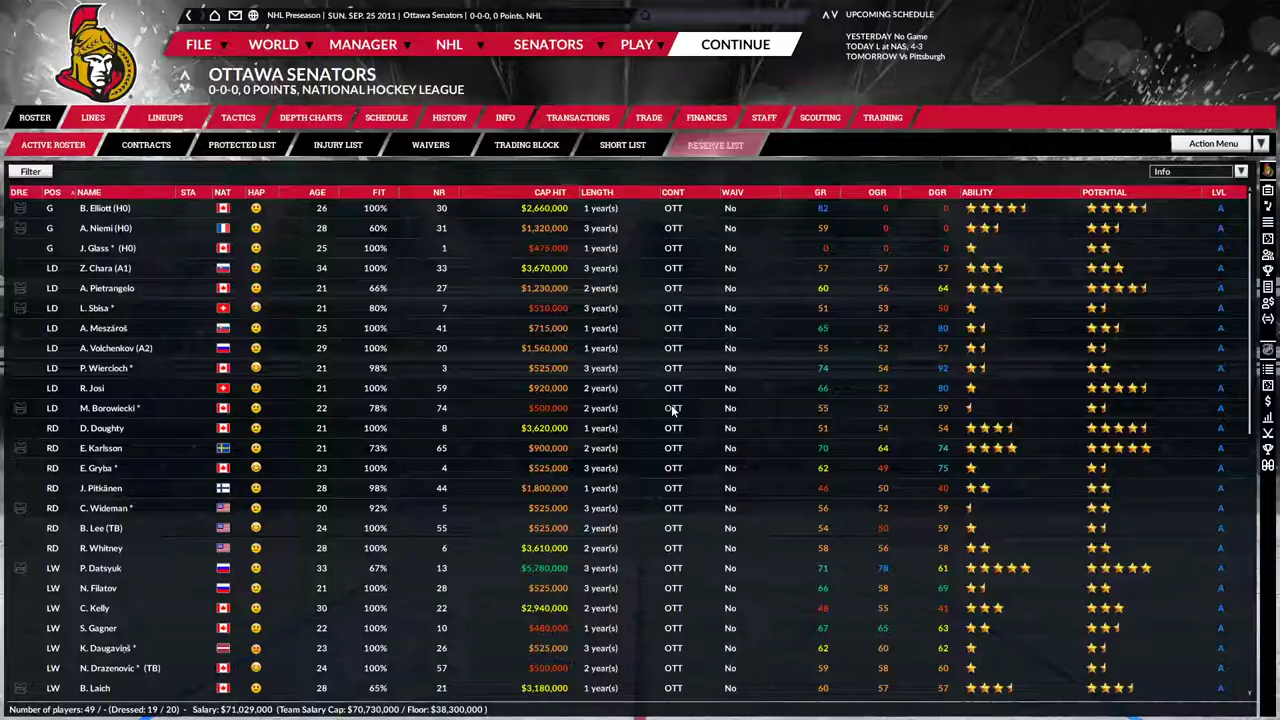 NHL Preseason | SUN. SEP. 25 2011 | Ottawa Senators | 0-0-0, 0 Points, NHL
UPCOMING SCHEDULE
YESTERDAY No Game
TODAY L at NAS, 4-3
TOMORROW Vs Pittsburgh
FILE WORLD MANAGER NHL SENATORS PLAY CONTINUE
OTTAWA SENATORS
0-0-0, 0 POINTS, NATIONAL HOCKEY LEAGUE
ROSTER LINES LINEUPS TACTICS DEPTH CHARTS SCHEDULE HISTORY INFO TRANSACTIONS TRADE FINANCES STAFF SCOUTING TRAINING
ACTIVE ROSTER CONTRACTS PROTECTED LIST INJURY LIST WAIVERS TRADING BLOCK SHORT LIST RESERVE LIST Action Menu
Filter Info
DRE POS NAME STA NAT HAP AGE FIT NR CAP HIT LENGTH CONT WAIV GR OGR DGR ABILITY POTENTIAL LVL
G B. Elliott (H0) 26 100% 30 $2,660,000 1 year(s) OTT No 82 0 0 A
G A. Niemi (H0) 28 60% 31 $1,320,000 3 year(s) OTT No 59 0 0 A
G J. Glass * (H0) 25 100% 1 $475,000 1 year(s) OTT No 0 0 0 A
LD Z. Chara (A1) 34 100% 33 $3,670,000 3 year(s) OTT No 57 57 57 A
LD A. Pietrangelo 21 66% 27 $1,230,000 2 year(s) OTT No 60 56 64 A
LD L. Sbisa * 21 80% 7 $510,000 3 year(s) OTT No 51 53 50 A
LD A. Meszároš 25 100% 41 $715,000 1 year(s) OTT No 65 52 80 A
LD A. Volchenkov (A2) 29 100% 20 $1,560,000 1 year(s) OTT No 55 52 57 A
LD P. Wiercioch * 21 98% 3 $525,000 3 year(s) OTT No 74 54 92 A
LD R. Josi 21 100% 59 $920,000 2 year(s) OTT No 66 52 80 A
LD M. Borowiecki * 22 78% 74 $500,000 2 year(s) OTT No 55 52 59 A
RD D. Doughty 21 100% 8 $3,620,000 1 year(s) OTT No 51 54 54 A
RD E. Karlsson 21 73% 65 $900,000 2 year(s) OTT No 70 64 74 A
RD E. Gryba * 23 100% 4 $525,000 3 year(s) OTT No 62 49 75 A
RD J. Pitkänen 28 98% 44 $1,800,000 1 year(s) OTT No 46 50 40 A
RD C. Wideman * 20 92% 5 $525,000 3 year(s) OTT No 56 52 59 A
RD B. Lee (TB) 24 100% 55 $525,000 2 year(s) OTT No 54 50 59 A
RD R. Whitney 28 100% 6 $3,610,000 2 year(s) OTT No 58 56 58 A
LW P. Datsyuk 33 67% 13 $5,780,000 3 year(s) OTT No 71 78 61 A
LW N. Filatov 21 100% 28 $525,000 3 year(s) OTT No 66 58 69 A
LW C. Kelly 30 100% 22 $2,940,000 2 year(s) OTT No 48 55 41 A
LW S. Gagner 22 100% 10 $480,000 1 year(s) OTT No 67 65 63 A
LW K. Daugaviņš * 23 100% 26 $525,000 3 year(s) OTT No 62 60 62 A
LW N. Drazenovic * (TB) 24 100% 57 $500,000 2 year(s) OTT No 59 58 60 A
LW B. Laich 28 65% 21 $3,180,000 1 year(s) OTT No 60 57 57 A
Number of players: 49 / - (Dressed: 19 / 20) - Salary: $71,029,000 (Team Salary Cap: $70,730,000 / Floor: $38,300,000 )